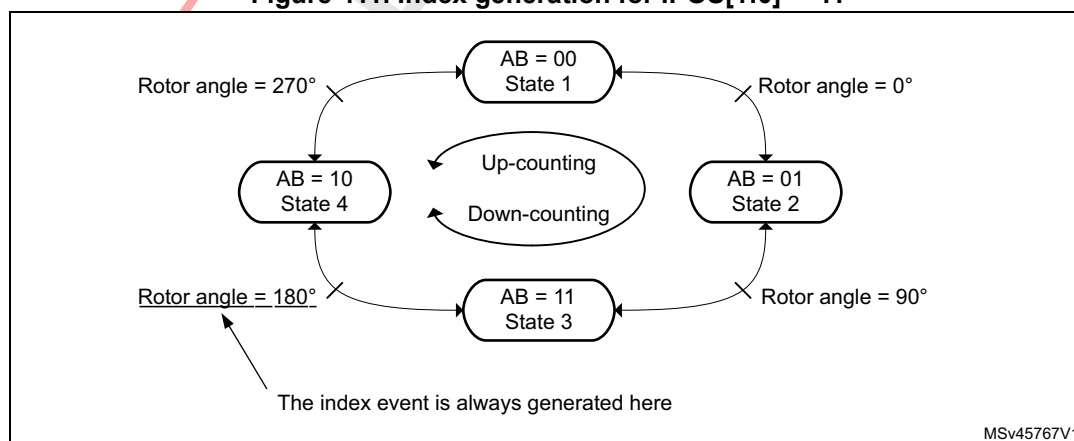 AB = 00
State 1
Rotor angle = 270°
Rotor angle = 0°
Up-counting
AB = 10
State 4
AB = 01
State 2
Down-counting
Rotor angle = 180°
AB = 11
State 3
Rotor angle = 90°
The index event is always generated here
MSv45767V1